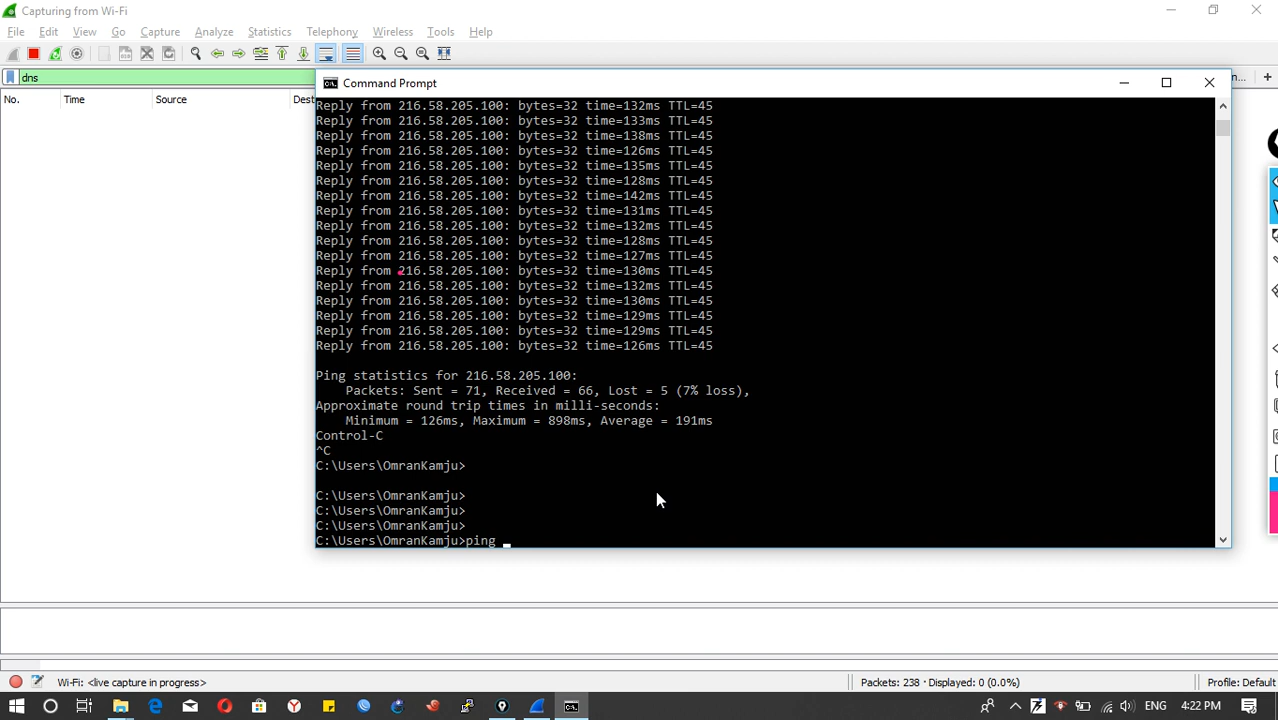 Capturing from Wi-Fi
File Edit View Go Capture Analyze Statistics Telephony Wireless Tools Help
dns
No. Time Source Dest
Command Prompt
Reply from 216.58.205.100: bytes=32 time=132ms TTL=45
Reply from 216.58.205.100: bytes=32 time=133ms TTL=45
Reply from 216.58.205.100: bytes=32 time=138ms TTL=45
Reply from 216.58.205.100: bytes=32 time=126ms TTL=45
Reply from 216.58.205.100: bytes=32 time=135ms TTL=45
Reply from 216.58.205.100: bytes=32 time=128ms TTL=45
Reply from 216.58.205.100: bytes=32 time=142ms TTL=45
Reply from 216.58.205.100: bytes=32 time=131ms TTL=45
Reply from 216.58.205.100: bytes=32 time=132ms TTL=45
Reply from 216.58.205.100: bytes=32 time=128ms TTL=45
Reply from 216.58.205.100: bytes=32 time=127ms TTL=45
Reply from 216.58.205.100: bytes=32 time=130ms TTL=45
Reply from 216.58.205.100: bytes=32 time=132ms TTL=45
Reply from 216.58.205.100: bytes=32 time=130ms TTL=45
Reply from 216.58.205.100: bytes=32 time=129ms TTL=45
Reply from 216.58.205.100: bytes=32 time=129ms TTL=45
Reply from 216.58.205.100: bytes=32 time=126ms TTL=45
Ping statistics for 216.58.205.100:
Packets: Sent = 71, Received = 66, Lost = 5 (7% loss),
Approximate round trip times in milli-seconds:
Minimum = 126ms, Maximum = 898ms, Average = 191ms
Control-C
^C
C:\Users\OmranKamju>
C:\Users\OmranKamju>
C:\Users\OmranKamju>
C:\Users\OmranKamju>
C:\Users\OmranKamju>ping _
Wi-Fi: <live capture in progress> Packets: 238 · Displayed: 0 (0.0%) Profile: Default
ENG 4:22 PM